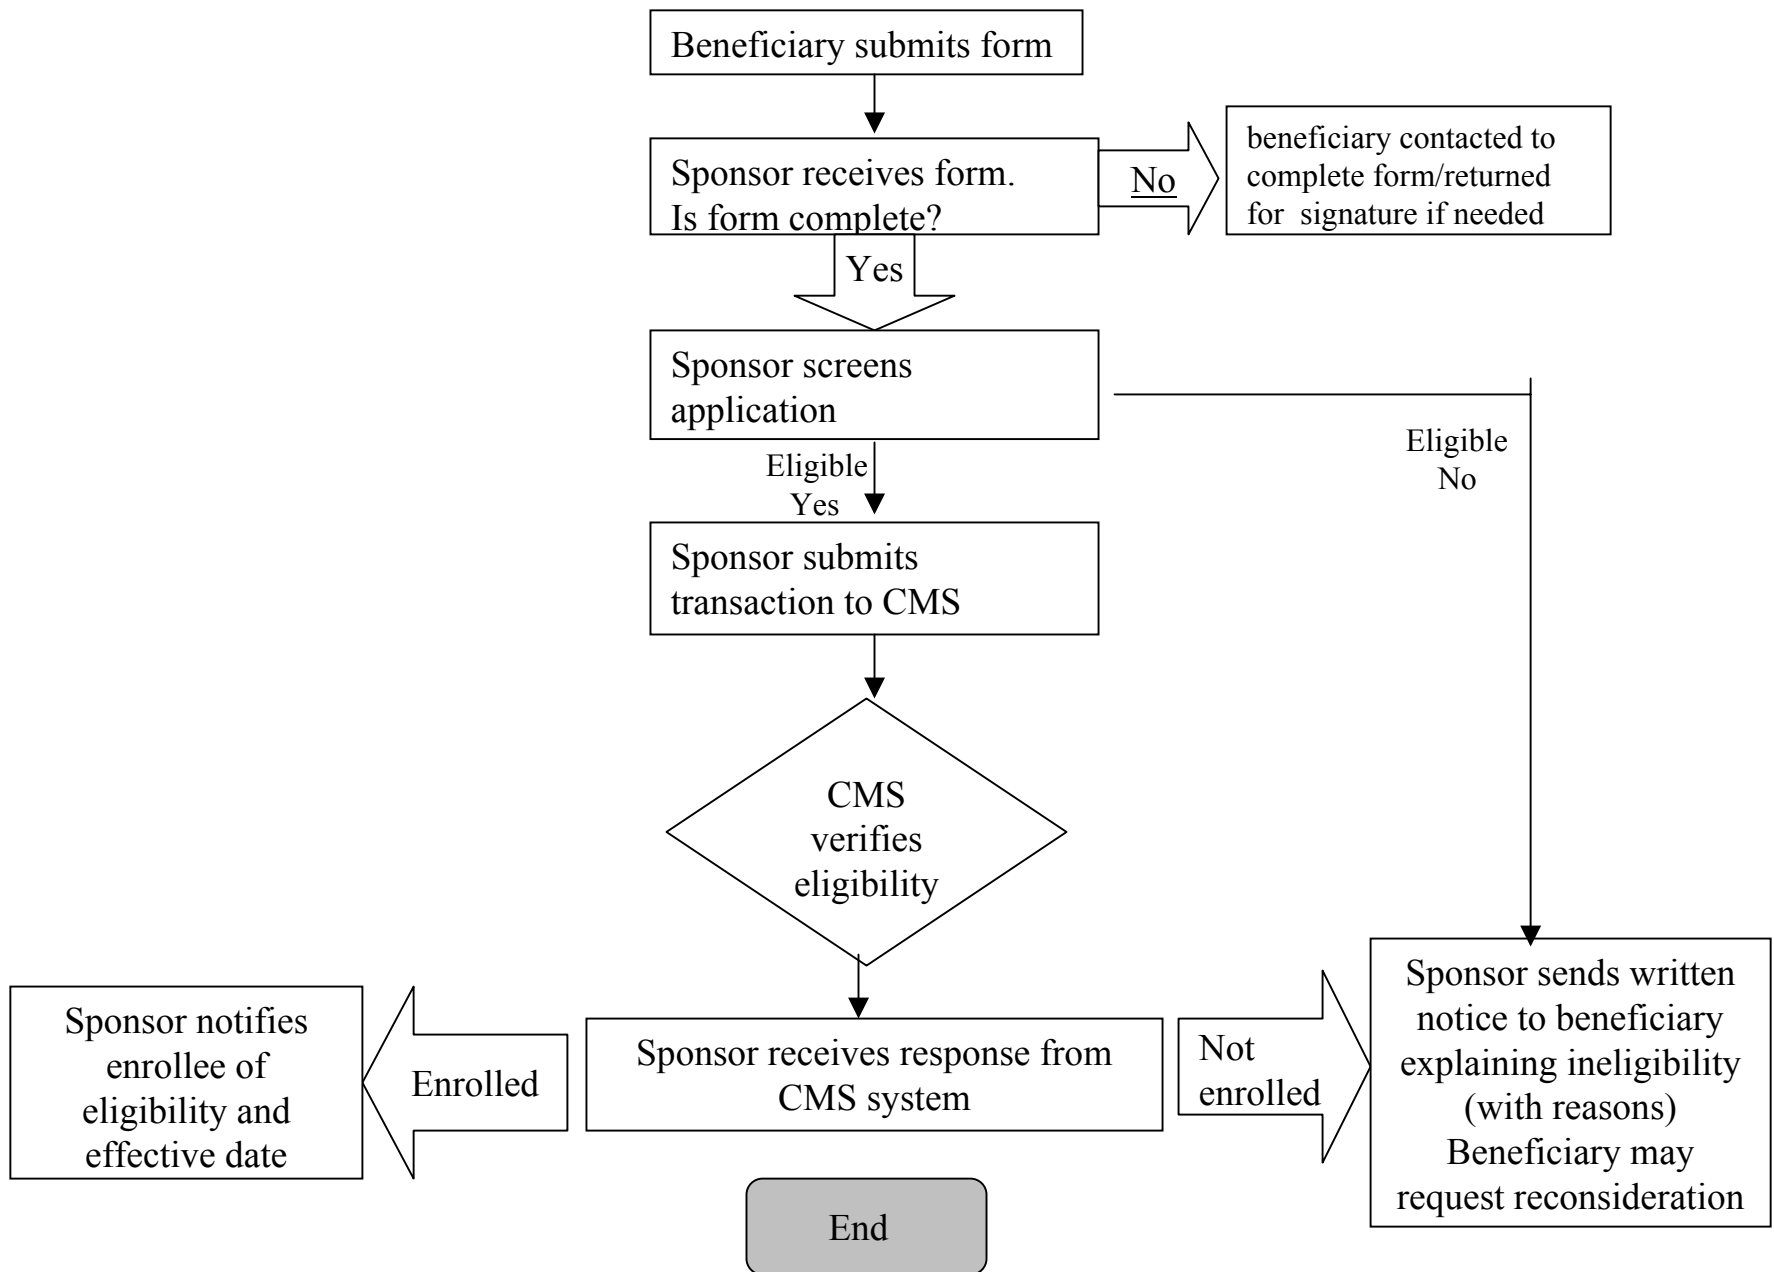 Beneficiary submits form
Sponsor receives form.
Is form complete?
No
beneficiary contacted to
complete form/returned
for signature if needed
Yes
Sponsor screens
application
Eligible
Yes
Eligible
No
Sponsor submits
transaction to CMS
CMS
verifies
eligibility
Sponsor notifies
enrollee of
eligibility and
effective date
Enrolled
Sponsor receives response from
CMS system
Not
enrolled
Sponsor sends written
notice to beneficiary
explaining ineligibility
(with reasons)
Beneficiary may
request reconsideration
End